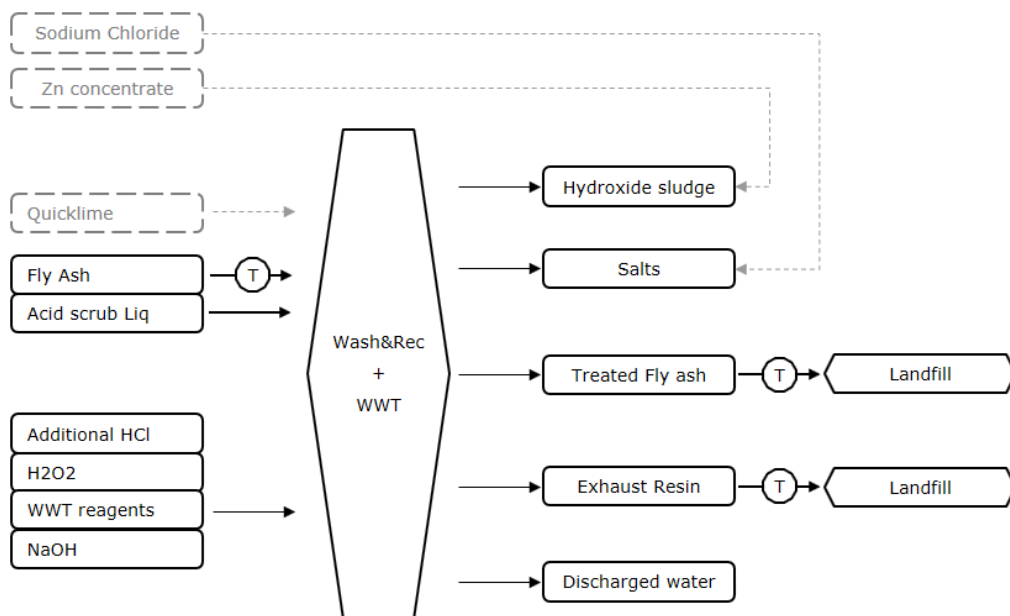 Sodium Chloride
Zn concentrate
Hydroxide sludge
Quicklime
Fly Ash
T
Salts
Acid scrub Liq
Wash&Rec
+
WWT
Treated Fly ash
T
Landfill
Additional HCl
H2O2
WWT reagents
NaOH
Exhaust Resin
T
Landfill
Discharged water